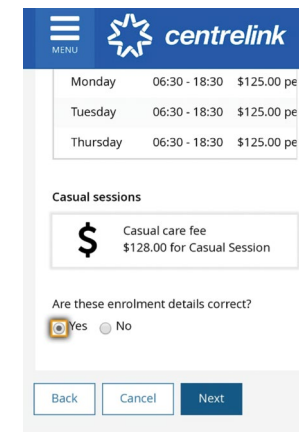 MENU
centrelink
Monday 06:30 - 18:30 $125.00 pe
Tuesday 06:30 - 18:30 $125.00 pe
Thursday 06:30 - 18:30 $125.00 pe
Casual sessions
$
Casual care fee
$128.00 for Casual Session
Are these enrolment details correct?
Yes No
Back Cancel Next